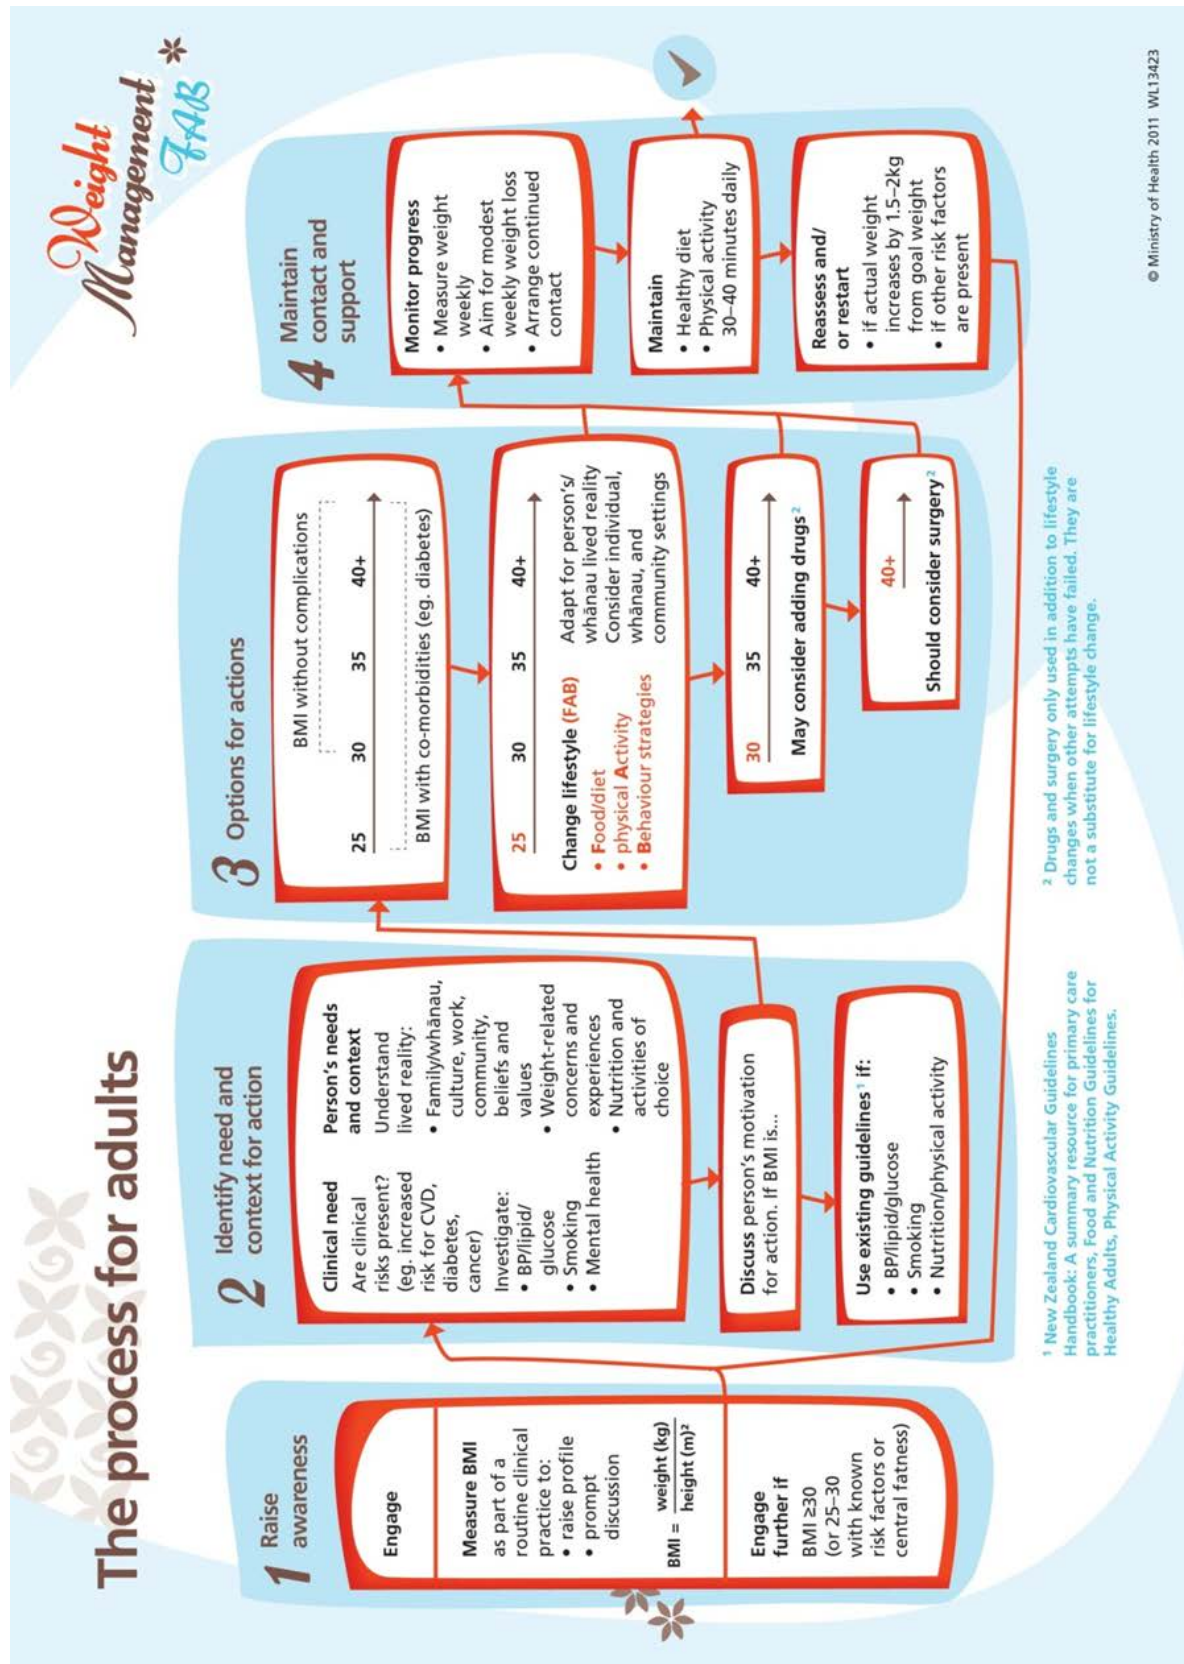 The process for adults
Weight
Management
FAB
1 Raise
awareness
Engage
Measure BMI
as part of a
routine clinical
practice to:
• raise profile
• prompt
discussion
BMI = weight (kg)
height (m)²
Engage
further if
BMI ≥30
(or 25–30
with known
risk factors or
central fatness)
2 Identify need and
context for action
Clinical need
Are clinical
risks present?
(eg. increased
risk for CVD,
diabetes,
cancer)
Investigate:
• BP/lipid/
glucose
• Smoking
• Mental health
Person's needs
and context
Understand
lived reality:
• Family/whānau,
culture, work,
community,
beliefs and
values
• Weight-related
concerns and
experiences
• Nutrition and
activities of
choice
Discuss person's motivation
for action. If BMI is...
Use existing guidelines¹ if:
• BP/lipid/glucose
• Smoking
• Nutrition/physical activity
3 Options for actions
BMI without complications
25 30 35 40+
BMI with co-morbidities (eg. diabetes)
25 30 35 40+
Change lifestyle (FAB)
• Food/diet
• physical Activity
• Behaviour strategies
Adapt for person's/
whānau lived reality
Consider individual,
whānau, and
community settings
30 35 40+
May consider adding drugs²
40+
Should consider surgery²
4 Maintain
contact and
support
Monitor progress
• Measure weight
weekly
• Aim for modest
weekly weight loss
• Arrange continued
contact
Maintain
• Healthy diet
• Physical activity
30–40 minutes daily
Reassess and/
or restart
• if actual weight
increases by 1.5–2kg
from goal weight
• if other risk factors
are present
¹ New Zealand Cardiovascular Guidelines
Handbook: A summary resource for primary care
practitioners, Food and Nutrition Guidelines for
Healthy Adults, Physical Activity Guidelines.
² Drugs and surgery only used in addition to lifestyle
changes when other attempts have failed. They are
not a substitute for lifestyle change.
© Ministry of Health 2011 WL13423